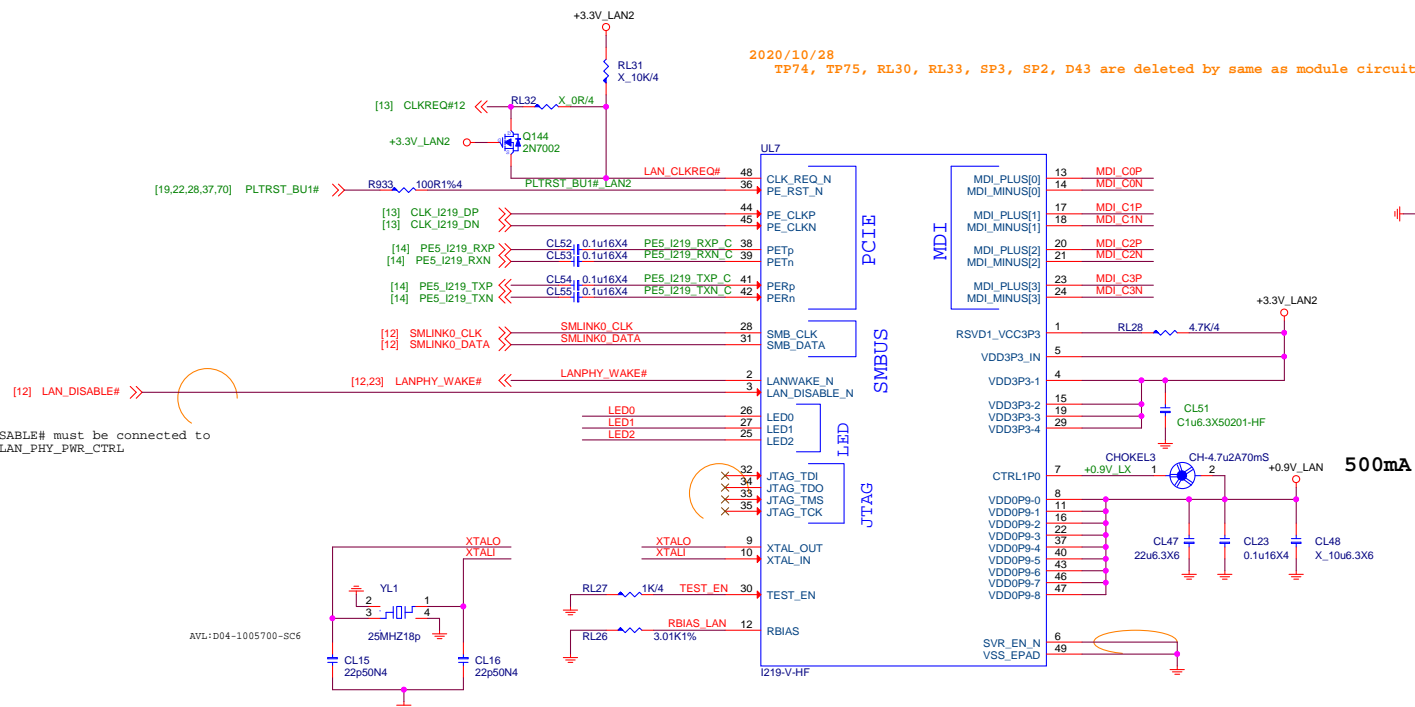 +3.3V_LAN2
2020/10/28
TP74, TP75, RL30, RL33, SP3, SP2, D43 are deleted by same as module circuit
RL31
X_10K/4
[13] CLKREQ#12
RL32 X_0R/4
+3.3V_LAN2
Q144
2N7002
UL7
LAN_CLKREQ# 48 CLK_REQ_N
[19,22,28,37,70] PLTRST_BU1# R933 100R1%4 PLTRST_BU1#_LAN2 36 PE_RST_N
[13] CLK_I219_DP 44 PE_CLKP
[13] CLK_I219_DN 45 PE_CLKN
[14] PE5_I219_RXP CL52 0.1u16X4 PE5_I219_RXP_C 38 PETp
[14] PE5_I219_RXN CL53 0.1u16X4 PE5_I219_RXN_C 39 PETn
[14] PE5_I219_TXP CL54 0.1u16X4 PE5_I219_TXP_C 41 PERp
[14] PE5_I219_TXN CL55 0.1u16X4 PE5_I219_TXN_C 42 PERn
PCIE
[12] SMLINK0_CLK SMLINK0_CLK 28 SMB_CLK
[12] SMLINK0_DATA SMLINK0_DATA 31 SMB_DATA
SMBUS
[12,23] LANPHY_WAKE# LANPHY_WAKE# 2 LANWAKE_N
[12] LAN_DISABLE# 3 LAN_DISABLE_N
SABLE# must be connected to
LAN_PHY_PWR_CTRL
LED0 26 LED0
LED1 27 LED1
LED2 25 LED2
LED
32 JTAG_TDI
34 JTAG_TDO
33 JTAG_TMS
35 JTAG_TCK
JTAG
XTALO XTALO 9 XTAL_OUT
XTALI XTALI 10 XTAL_IN
YL1
2 1
3 4
25MHZ18p
AVL:D04-1005700-SC6
CL15
22p50N4
CL16
22p50N4
RL27 1K/4 TEST_EN 30 TEST_EN
RL26 3.01K1% RBIAS_LAN 12 RBIAS
I219-V-HF
MDI
MDI_PLUS[0] 13 MDI_C0P
MDI_MINUS[0] 14 MDI_C0N
MDI_PLUS[1] 17 MDI_C1P
MDI_MINUS[1] 18 MDI_C1N
MDI_PLUS[2] 20 MDI_C2P
MDI_MINUS[2] 21 MDI_C2N
MDI_PLUS[3] 23 MDI_C3P
MDI_MINUS[3] 24 MDI_C3N
+3.3V_LAN2
RSVD1_VCC3P3 1 RL28 4.7K/4
VDD3P3_IN 5
VDD3P3-1 4
VDD3P3-2 15
VDD3P3-3 19
VDD3P3-4 29
CL51
C1u6.3X50201-HF
CHOKEL3 CH-4.7u2A70mS
CTRL1P0 7 +0.9V_LX 1 2 +0.9V_LAN 500mA
VDD0P9-0 8
VDD0P9-1 11
VDD0P9-2 16
VDD0P9-3 22
VDD0P9-4 37
VDD0P9-5 40
VDD0P9-6 43
VDD0P9-7 46
VDD0P9-8 47
CL47
22u6.3X6
CL23
0.1u16X4
CL48
X_10u6.3X6
SVR_EN_N 6
VSS_EPAD 49